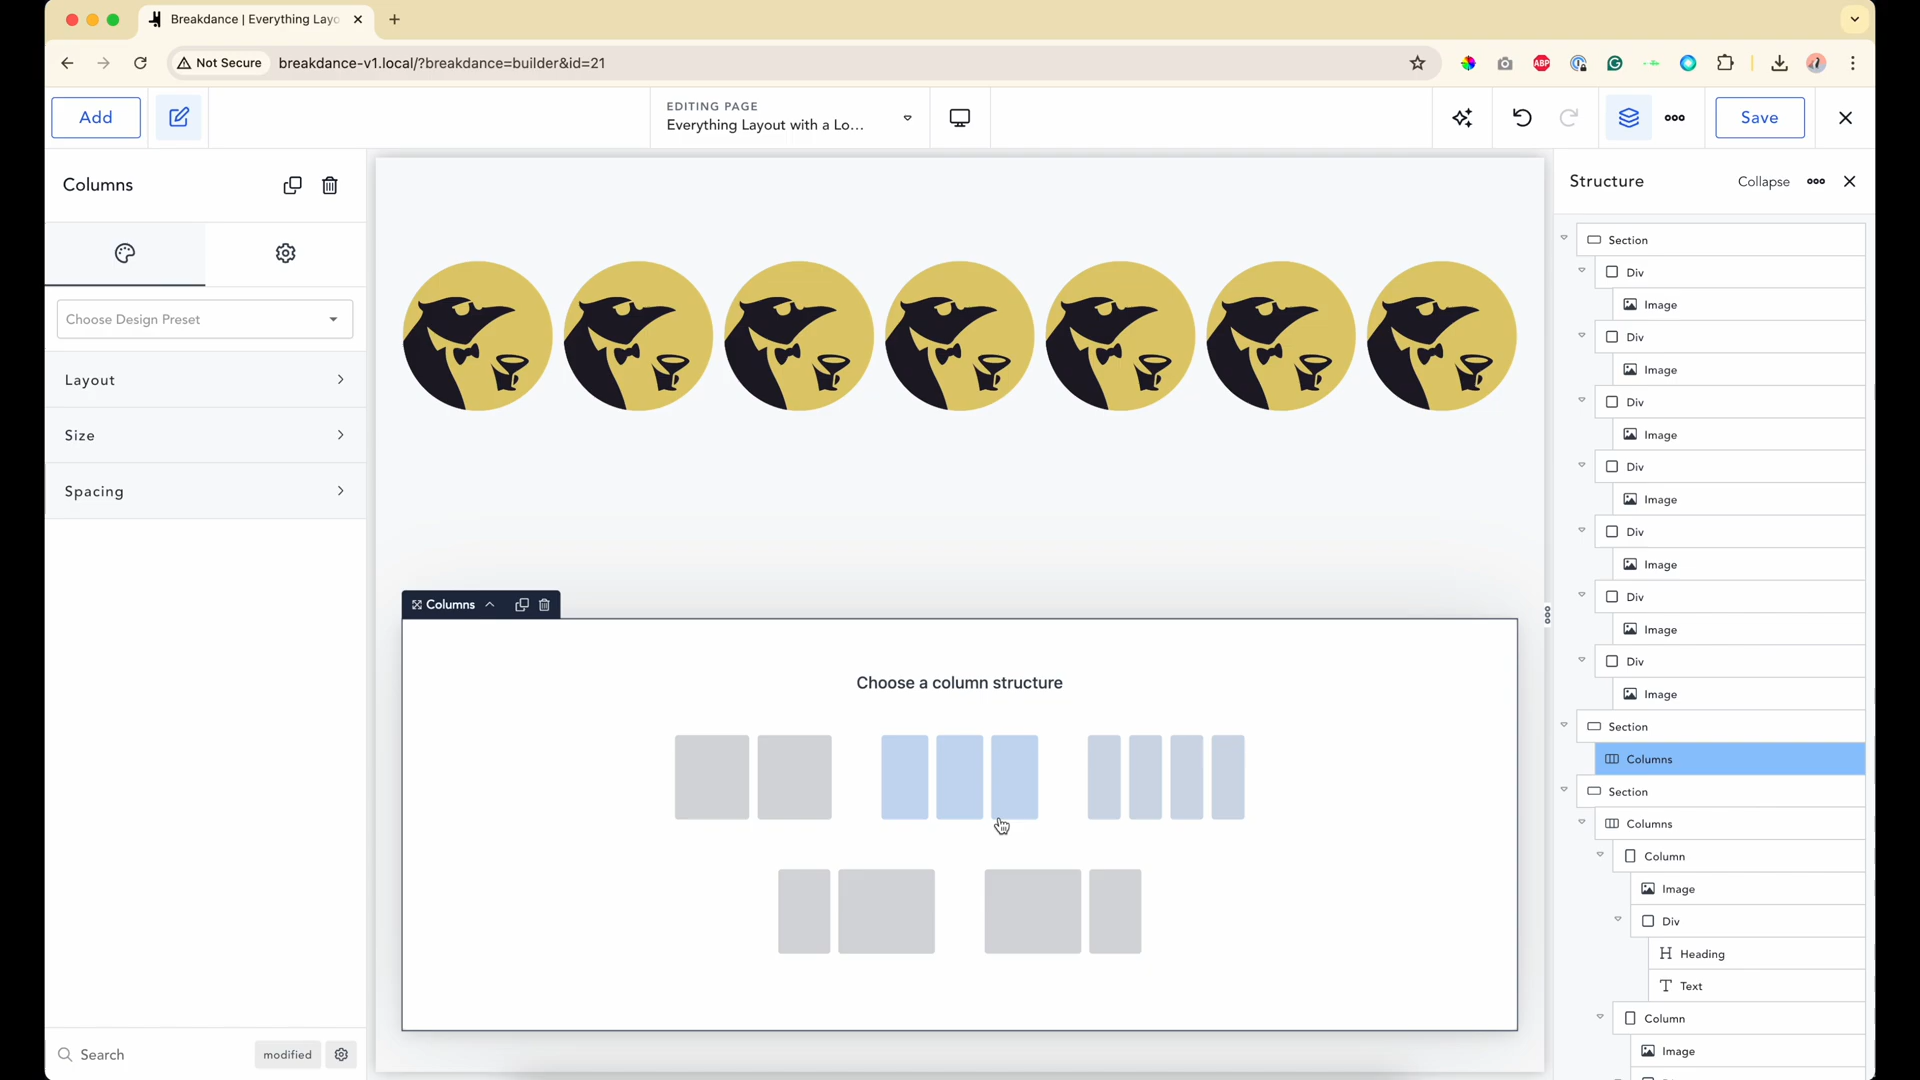 Breakdance | Everything Layo
Not Secure
breakdance-v1.local/?breakdance=builder&id=21
ABP
Add
EDITING PAGE
Everything Layout with a Lo...
Save
Columns
Choose Design Preset
Layout
Size
Spacing
Search
modified
Columns
Choose a column structure
Structure
Collapse
Section
Div
Image
Div
Image
Div
Image
Div
Image
Div
Image
Div
Image
Div
Image
Section
Columns
Section
Columns
Column
Image
Div
Heading
Text
Column
Image